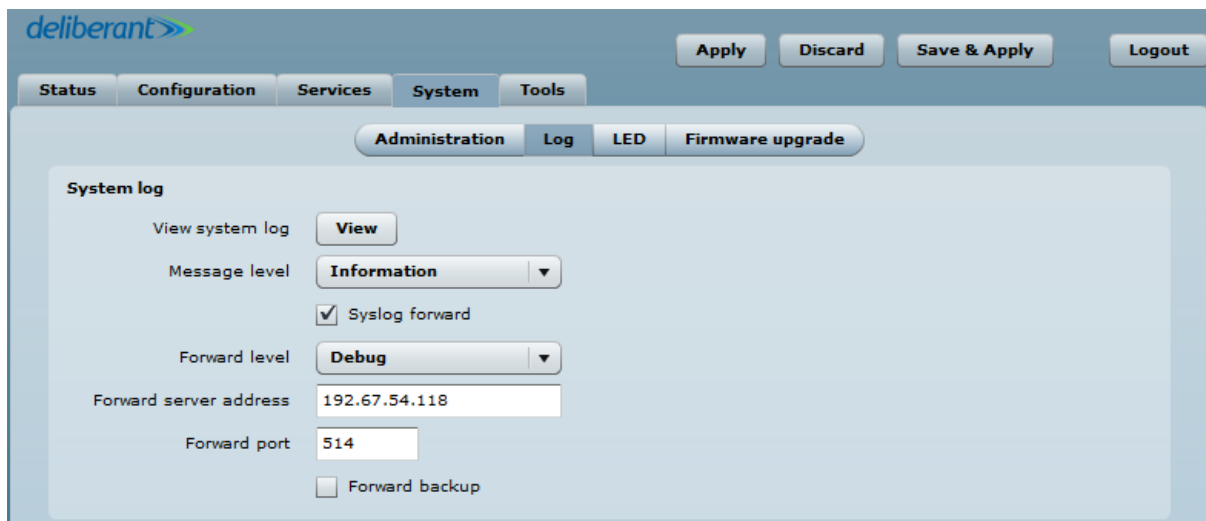 deliberant
Apply Discard Save & Apply Logout
Status Configuration Services System Tools
Administration Log LED Firmware upgrade
System log
View system log View
Message level Information
Syslog forward
Forward level Debug
Forward server address 192.67.54.118
Forward port 514
Forward backup